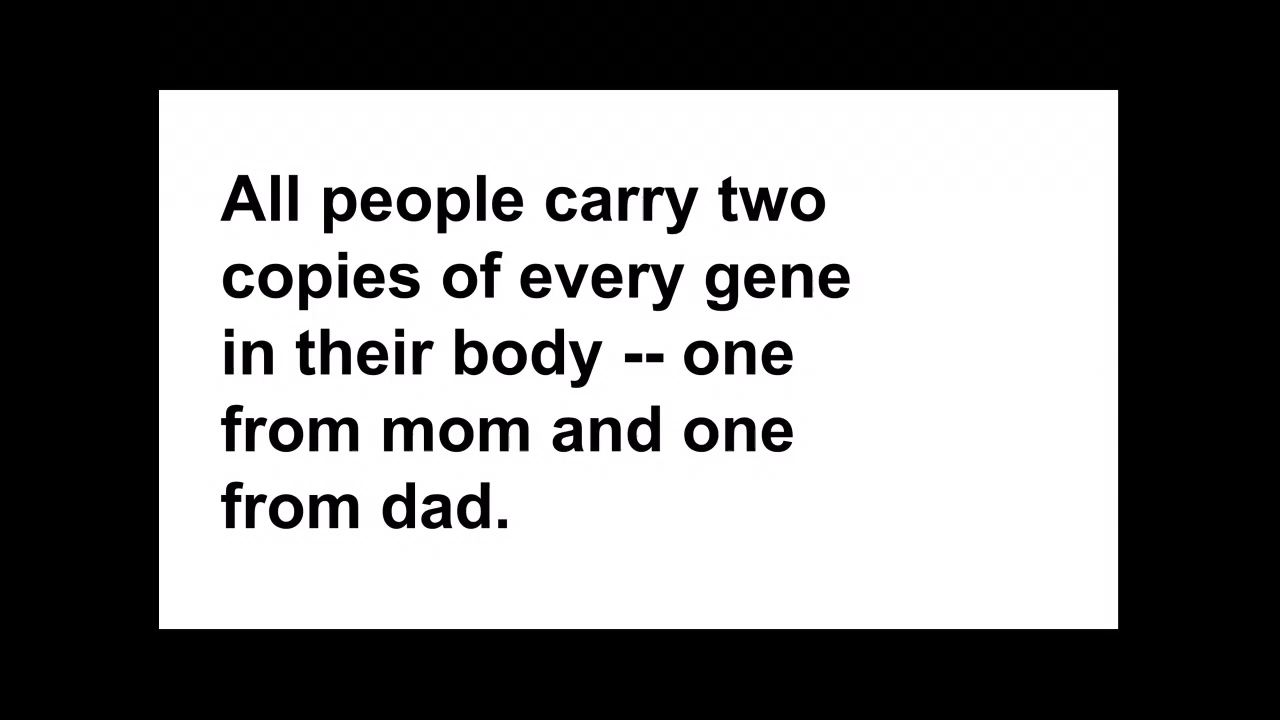 All people carry two
copies of every gene
in their body -- one
from mom and one
from dad.